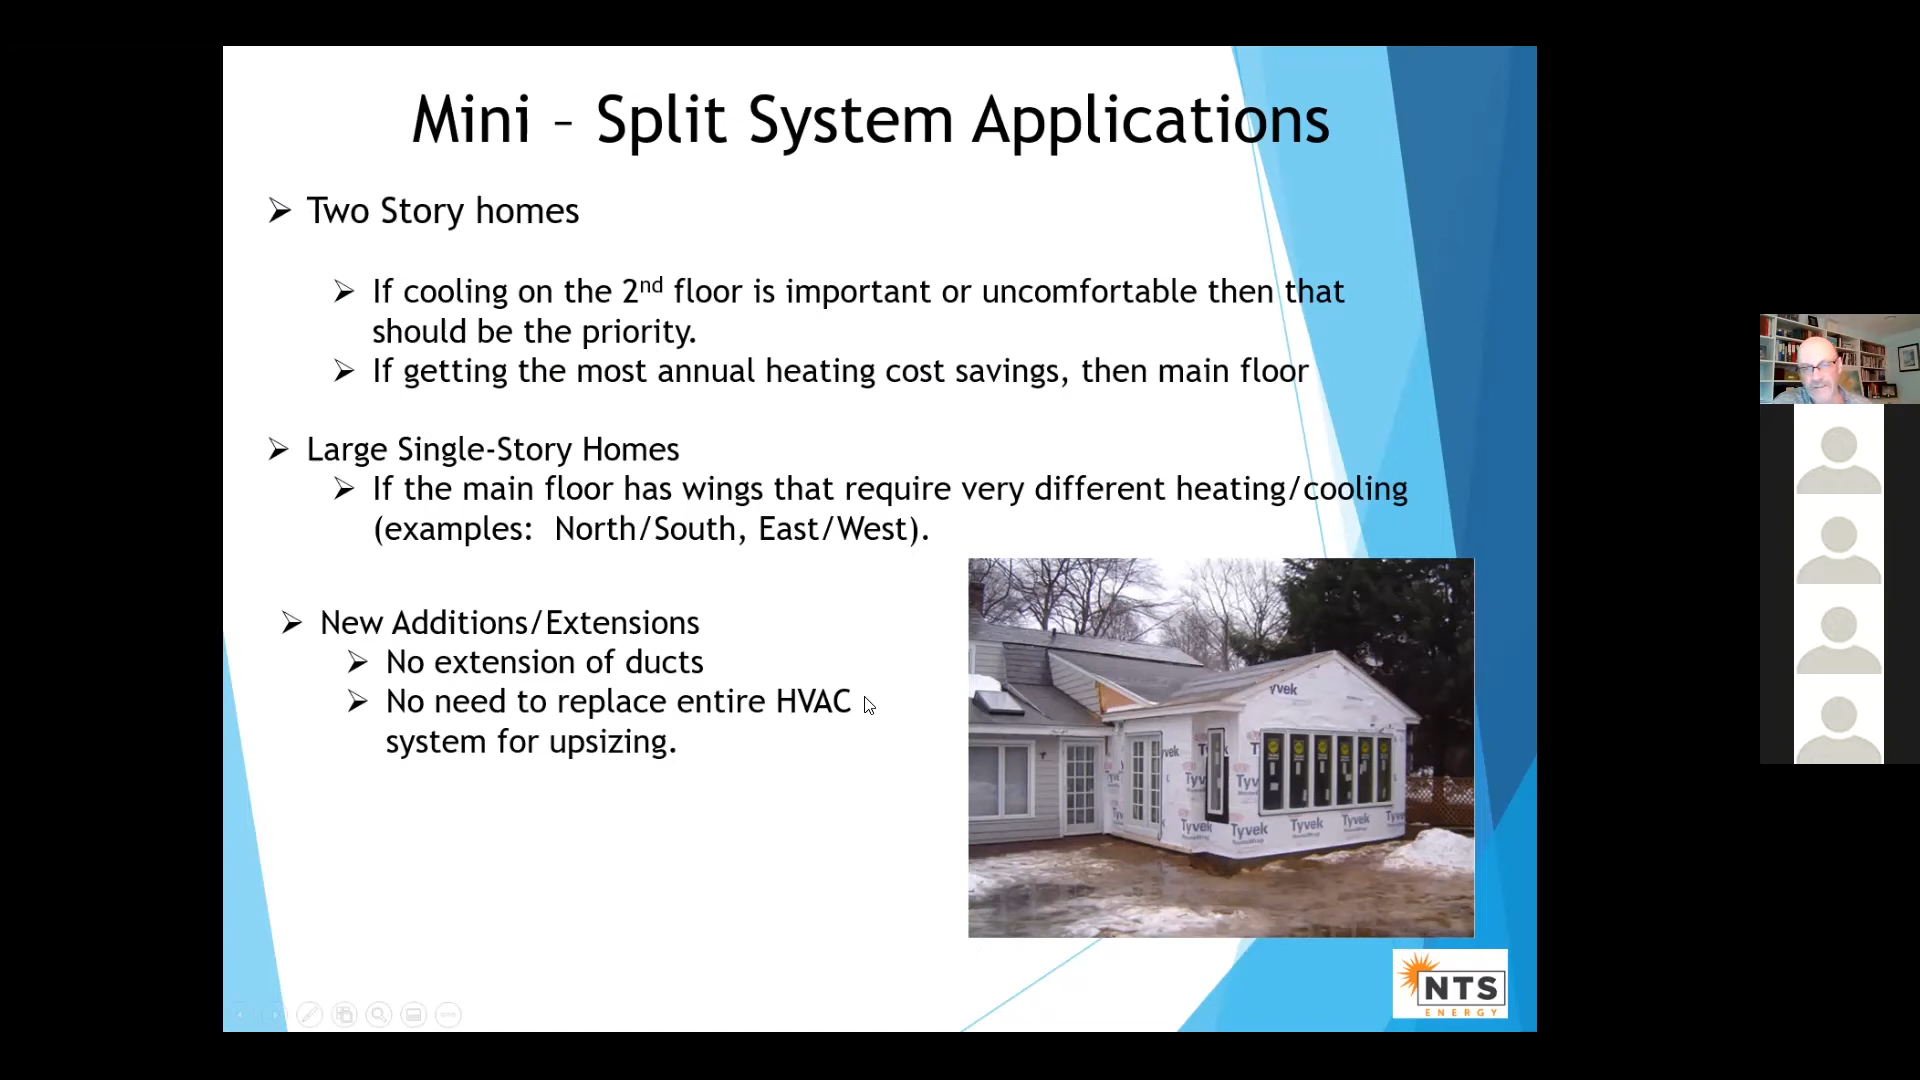 Mini – Split System Applications
➢ Two Story homes
➢ If cooling on the 2nd floor is important or uncomfortable then that
should be the priority.
➢ If getting the most annual heating cost savings, then main floor
➢ Large Single-Story Homes
➢ If the main floor has wings that require very different heating/cooling
(examples: North/South, East/West).
➢ New Additions/Extensions
➢ No extension of ducts
➢ No need to replace entire HVAC
system for upsizing.
yvek
Tyvek
Tyvek
Tyvek
Tyvek
Tyvek
NTS
ENERGY